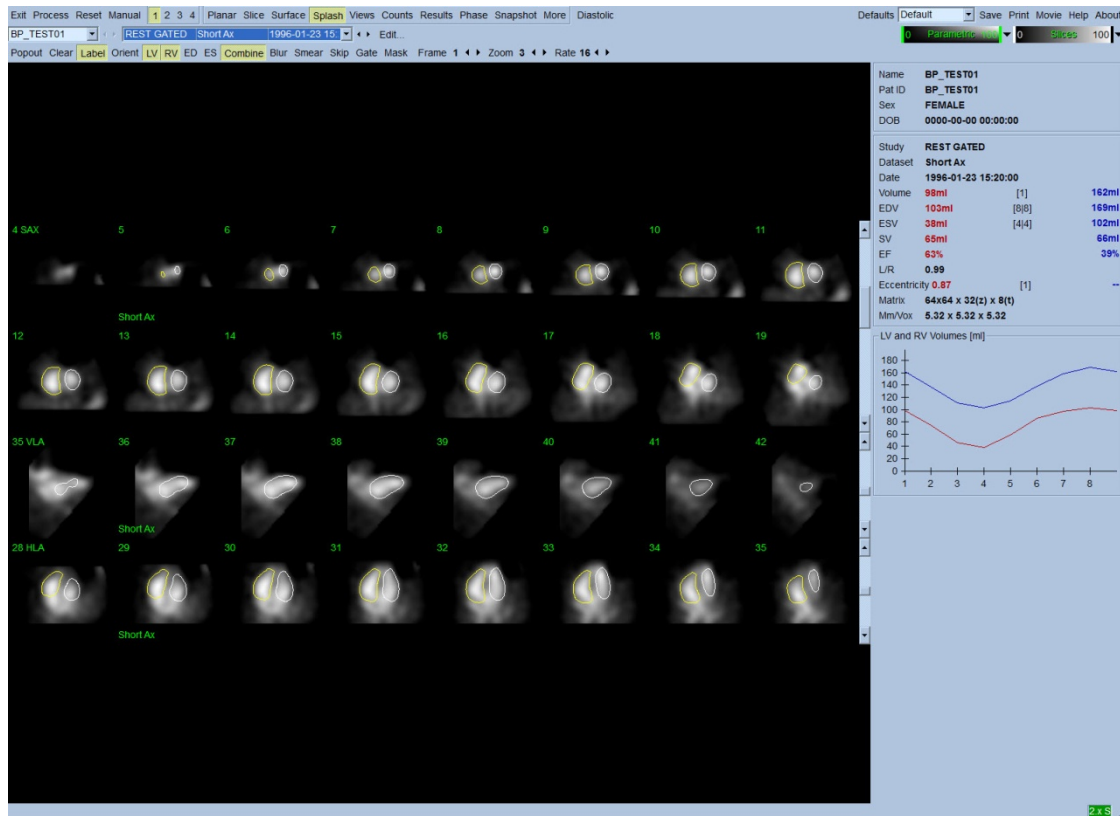 Exit Process Reset Manual 1 2 3 4 Planar Slice Surface Splash Views Counts Results Phase Snapshot More Diastolic Defaults Default Save Print Movie Help About
BP_TEST01 REST GATED Short Ax 1996-01-23 15: Edit... 0 Parametric 100 0 Slices 100
Popout Clear Label Orient LV RV ED ES Combine Blur Smear Skip Gate Mask Frame 1 Zoom 3 Rate 16
Name BP_TEST01
Pat ID BP_TEST01
Sex FEMALE
DOB 0000-00-00 00:00:00
Study REST GATED
Dataset Short Ax
Date 1996-01-23 15:20:00
Volume 98ml [1] 162ml
EDV 103ml [8|8] 169ml
ESV 38ml [4|4] 102ml
SV 65ml 66ml
EF 63% 39%
L/R 0.99
Eccentricity 0.87 [1] --
Matrix 64x64 x 32(z) x 8(t)
Mm/Vox 5.32 x 5.32 x 5.32
LV and RV Volumes [ml]
180
160
140
120
100
80
60
40
20
0
1 2 3 4 5 6 7 8
4 SAX 5 6 7 8 9 10 11
Short Ax
12 13 14 15 16 17 18 19
35 VLA 36 37 38 39 40 41 42
Short Ax
28 HLA 29 30 31 32 33 34 35
Short Ax
2 x S